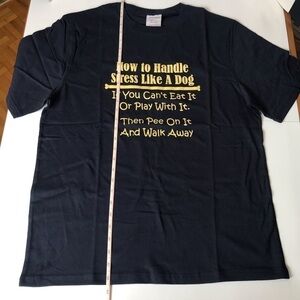 How to Handle
Stress Like A Dog
If You Can't Eat It
Or Play With It.
Then Pee On It
And Walk Away